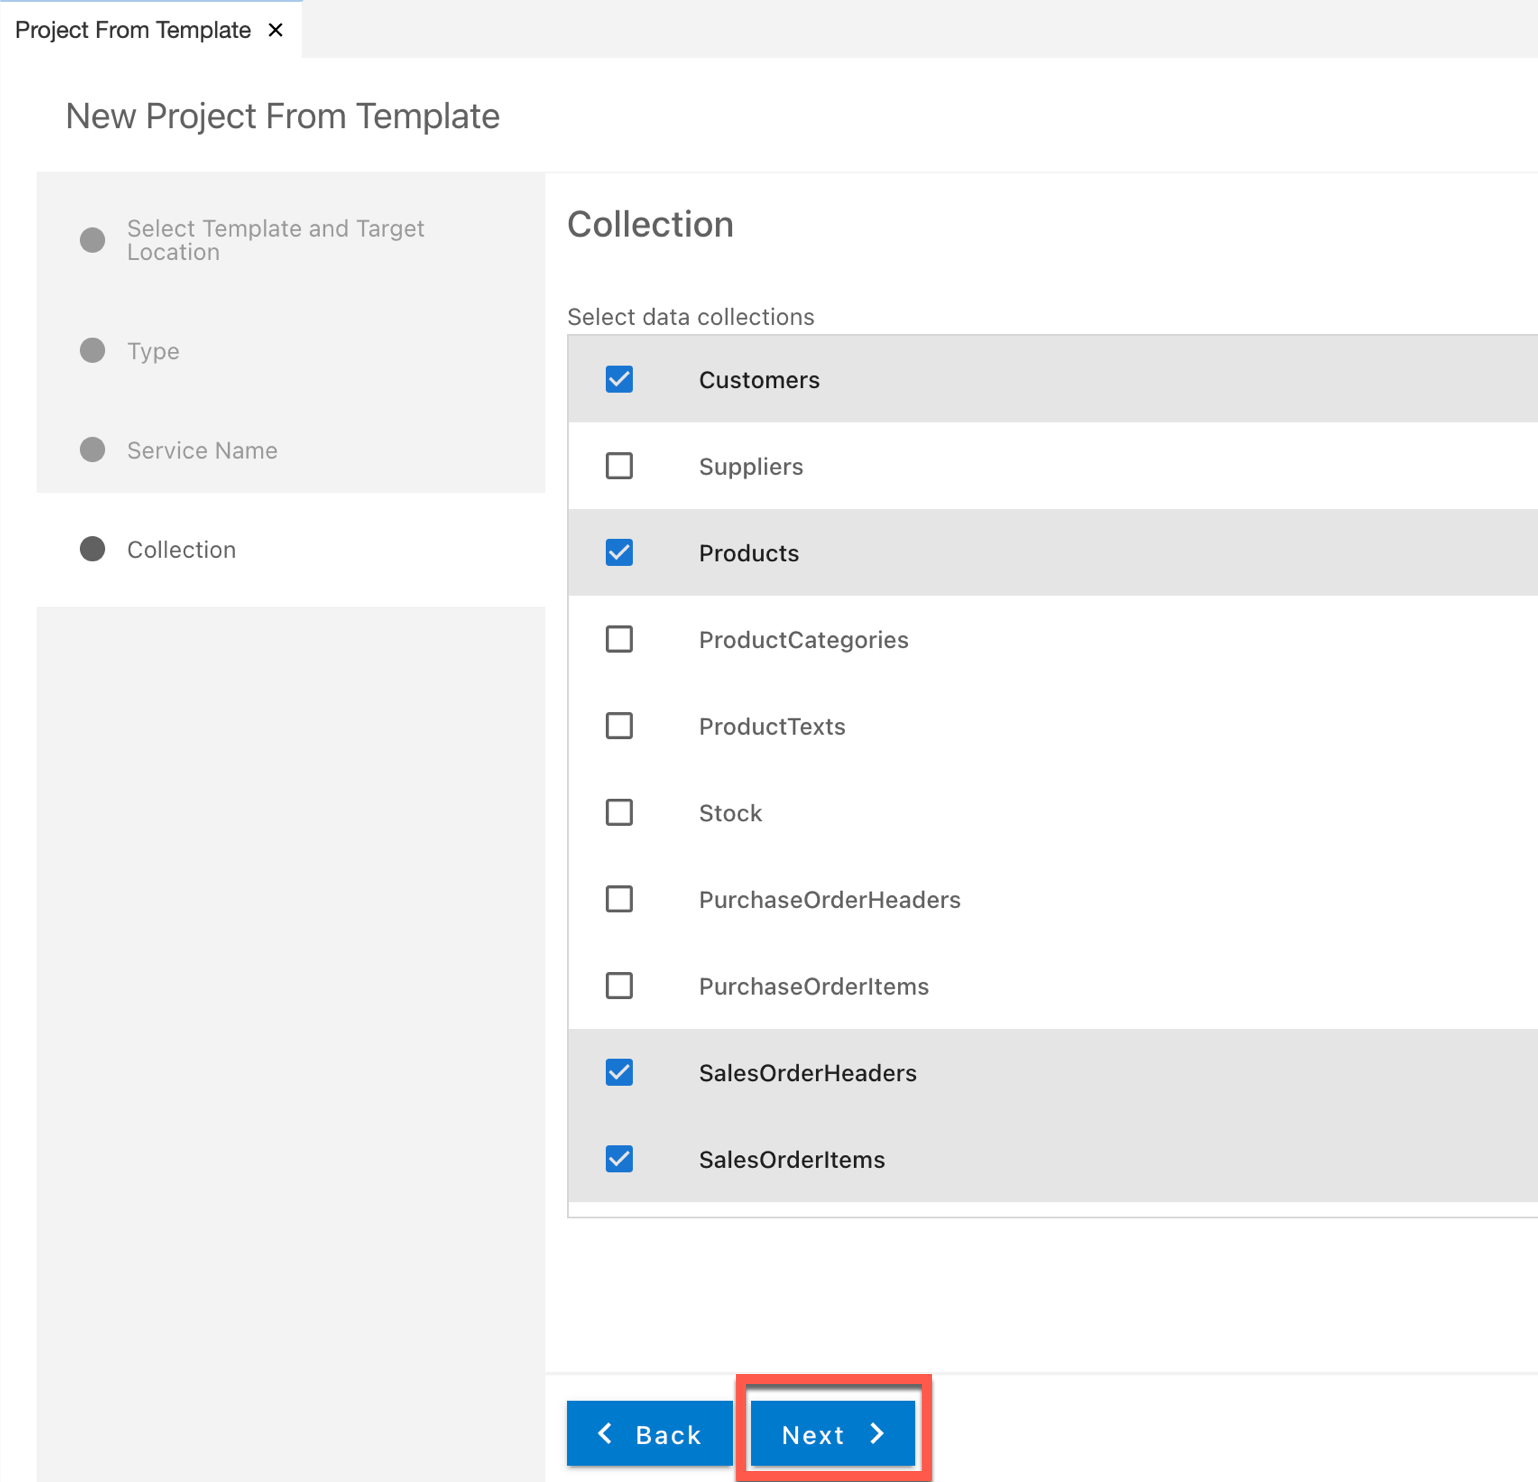 Project From Template
New Project From Template
Select Template and Target
Location
Type
Service Name
Collection
Collection
Select data collections
Customers
Suppliers
Products
ProductCategories
ProductTexts
Stock
PurchaseOrderHeaders
PurchaseOrderItems
SalesOrderHeaders
SalesOrderItems
Back
Next